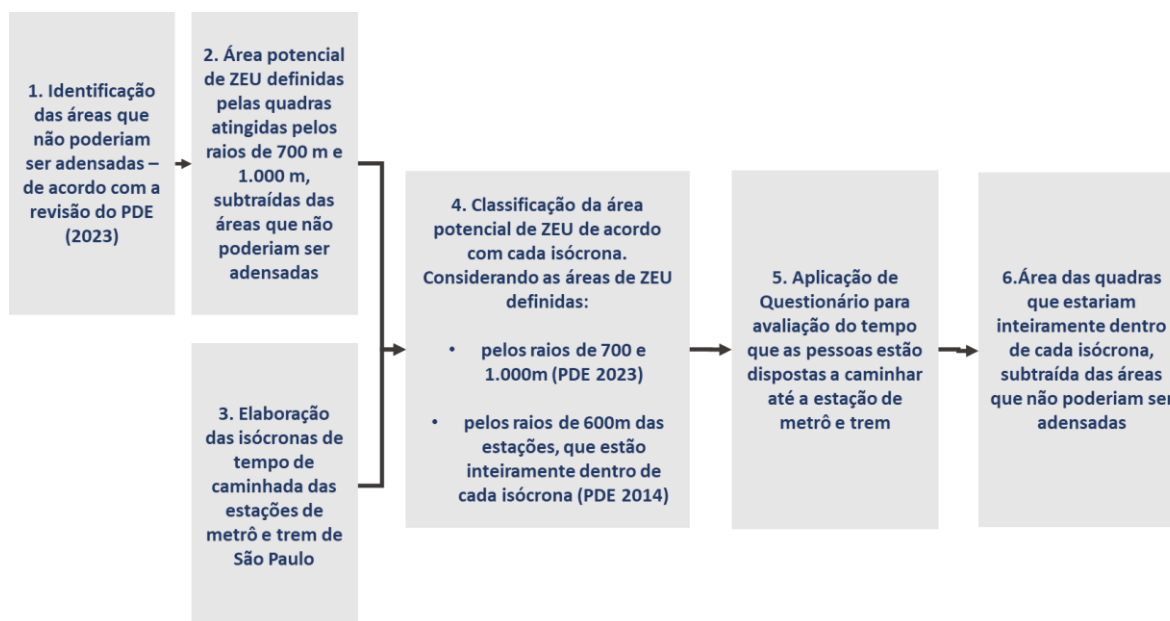 1. Identificação
das áreas que
não poderiam
ser adensadas –
de acordo com a
revisão do PDE
(2023)
2. Área potencial
de ZEU definidas
pelas quadras
atingidas pelos
raios de 700 m e
1.000 m,
subtraídas das
áreas que não
poderiam ser
adensadas
3. Elaboração
das isócronas de
tempo de
caminhada das
estações de
metrô e trem de
São Paulo
4. Classificação da área
potencial de ZEU de acordo
com cada isócrona.
Considerando as áreas de ZEU
definidas:
• pelos raios de 700 e
1.000m (PDE 2023)
• pelos raios de 600m das
estações, que estão
inteiramente dentro de
cada isócrona (PDE 2014)
5. Aplicação de
Questionário para
avaliação do tempo
que as pessoas estão
dispostas a caminhar
até a estação de
metrô e trem
6.Área das quadras
que estariam
inteiramente dentro
de cada isócrona,
subtraída das áreas
que não poderiam ser
adensadas